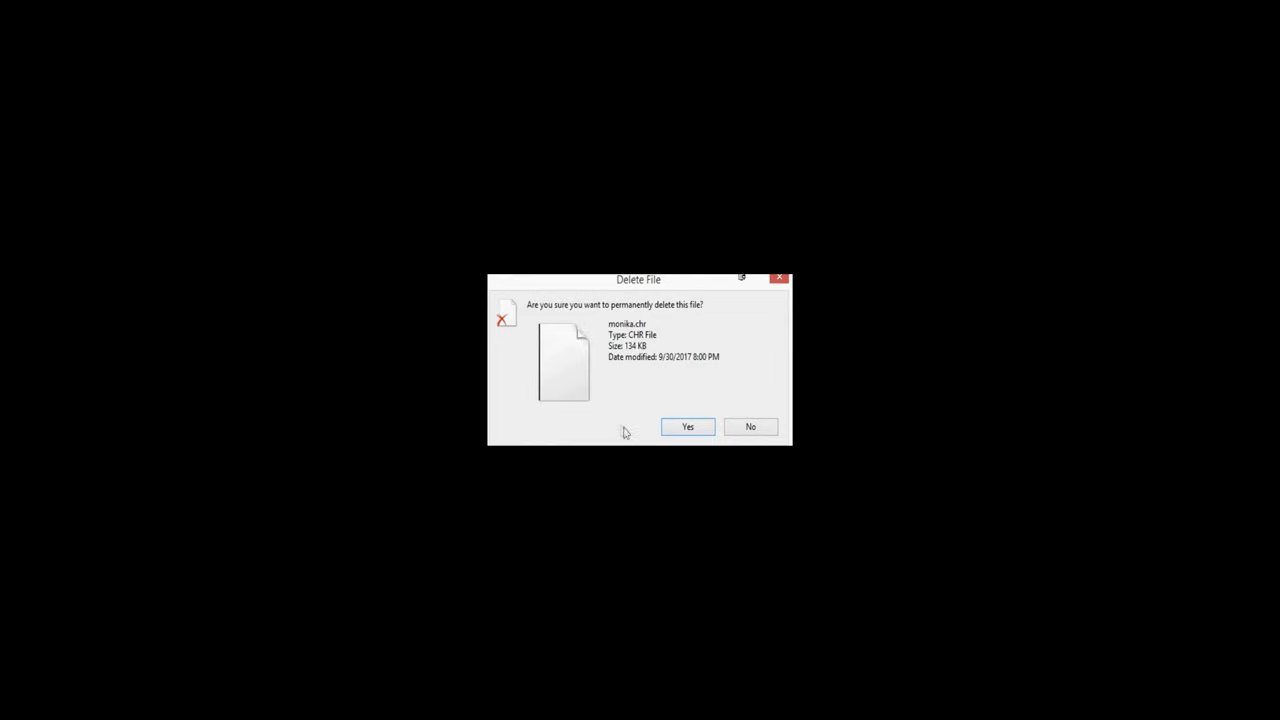 Delete File
Are you sure you want to permanently delete this file?
monika.chr
Type: CHR File
Size: 134 KB
Date modified: 9/30/2017 8:00 PM
Yes No